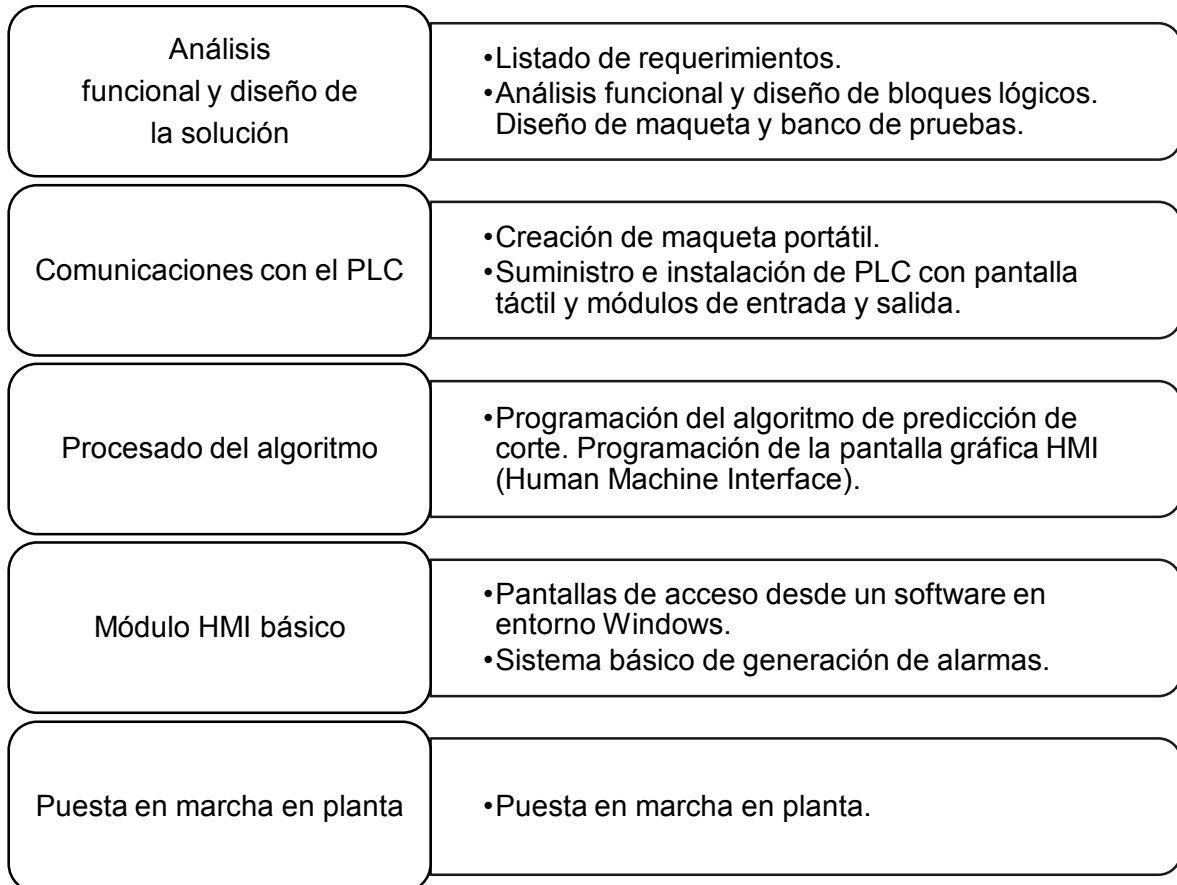 Análisis
funcional y diseño de
la solución
•Listado de requerimientos.
•Análisis funcional y diseño de bloques lógicos.
Diseño de maqueta y banco de pruebas.
Comunicaciones con el PLC
•Creación de maqueta portátil.
•Suministro e instalación de PLC con pantalla
táctil y módulos de entrada y salida.
Procesado del algoritmo
•Programación del algoritmo de predicción de
corte. Programación de la pantalla gráfica HMI
(Human Machine Interface).
Módulo HMI básico
•Pantallas de acceso desde un software en
entorno Windows.
•Sistema básico de generación de alarmas.
Puesta en marcha en planta
•Puesta en marcha en planta.